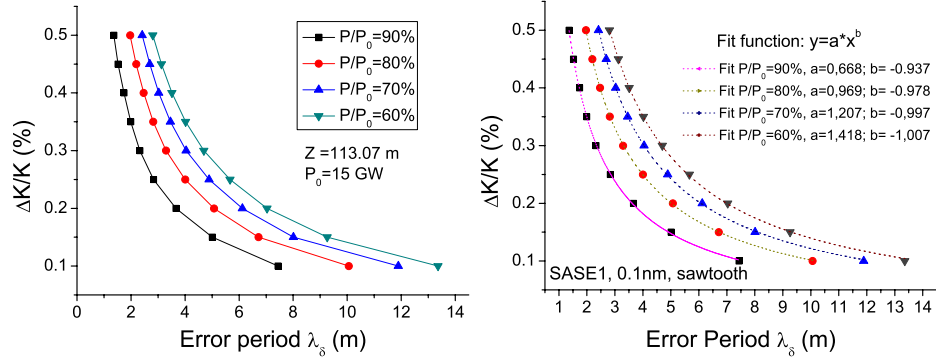 P/P₀=90%
P/P₀=80%
P/P₀=70%
P/P₀=60%
Z =113.07 m
P₀=15 GW
ΔK/K (%)
0.5
0.4
0.3
0.2
0.1
0 2 4 6 8 10 12 14
Error period λδ (m)
Fit function: y=a*xᵇ
Fit P/P₀=90%, a=0,668; b= -0.937
Fit P/P₀=80%, a=0,969; b= -0.978
Fit P/P₀=70%, a=1,207; b= -0,997
Fit P/P₀=60%, a=1,418; b= -1,007
ΔK/K (%)
0.5
0.4
0.3
0.2
0.1
SASE1, 0.1nm, sawtooth
1 2 3 4 5 6 7 8 9 10 11 12 13 14
Error Period λδ (m)